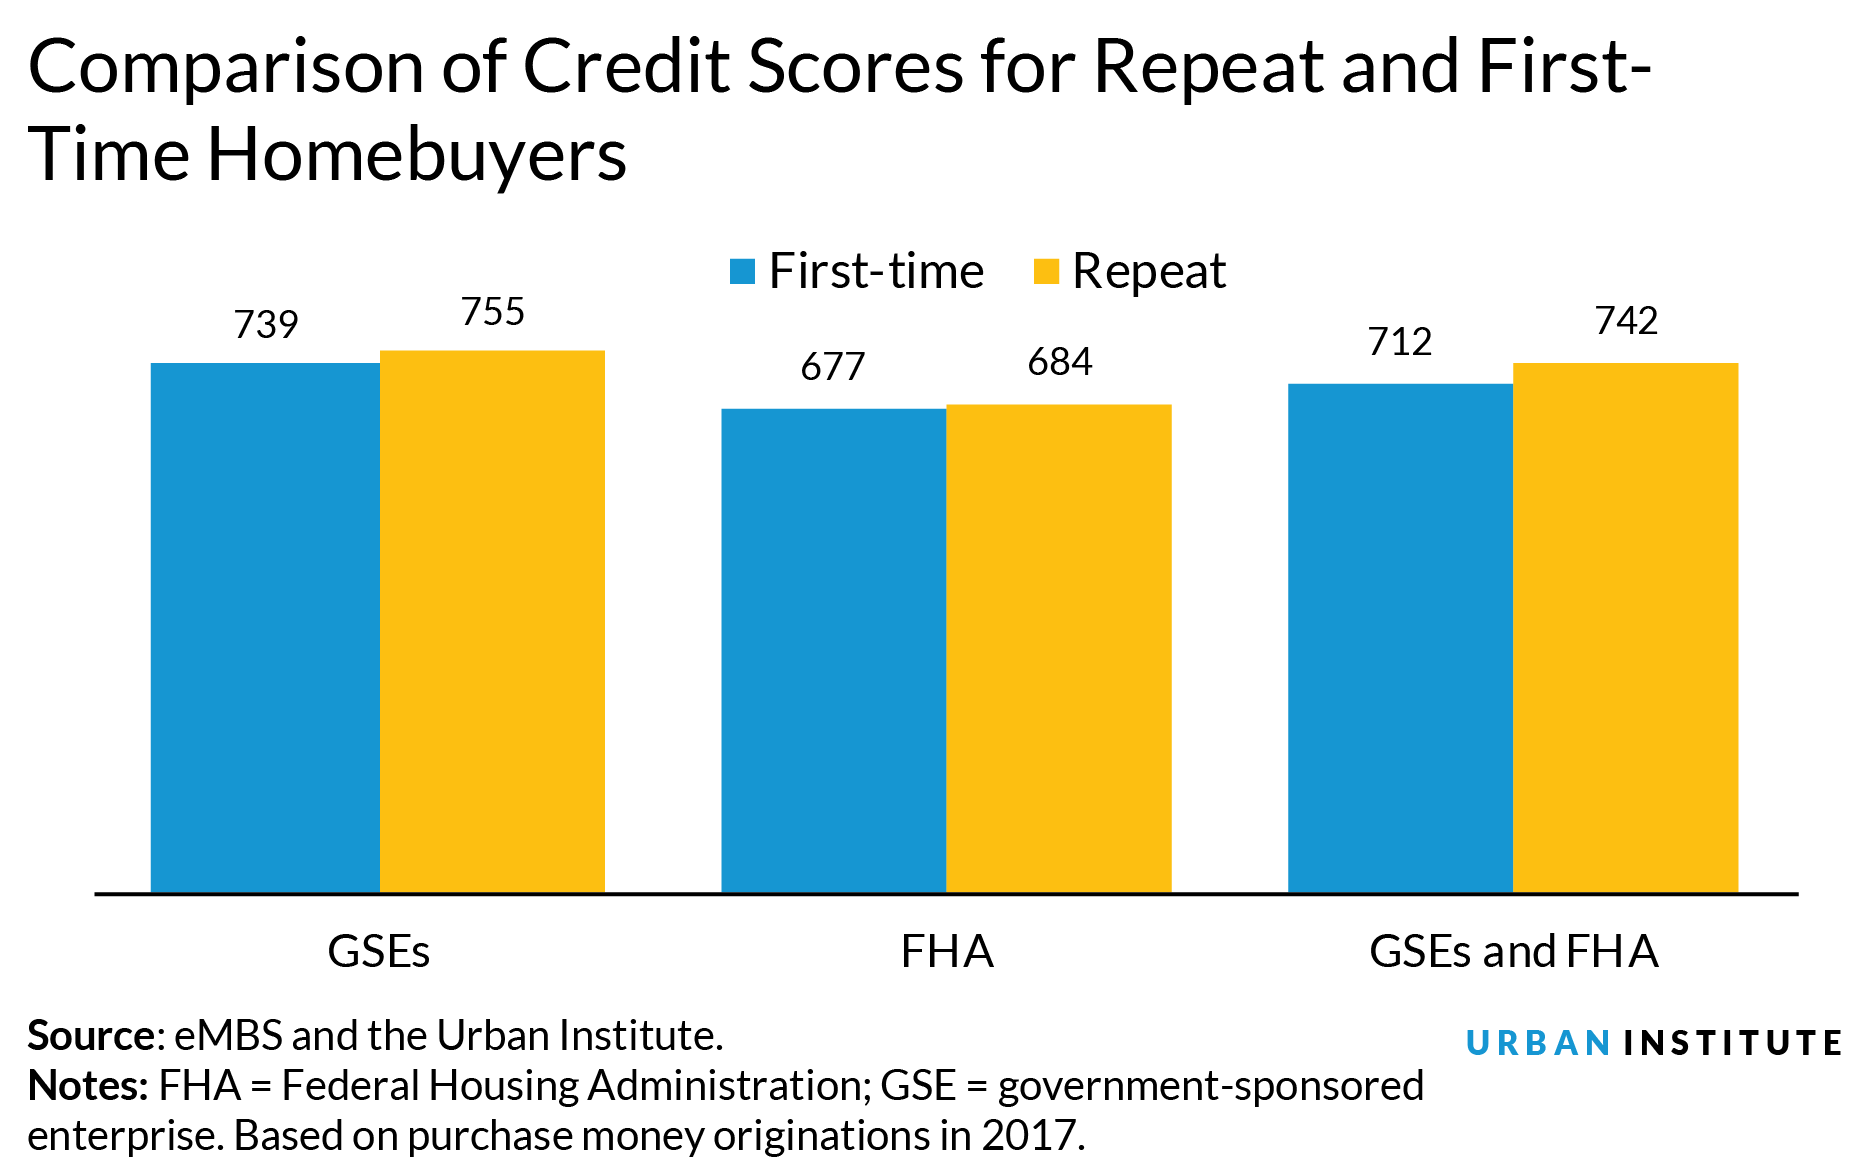 Comparison of Credit Scores for Repeat and First-
Time Homebuyers
First-time Repeat
739 755 677 684 712 742
GSEs FHA GSEs and FHA
Source: eMBS and the Urban Institute.
URBAN INSTITUTE
Notes: FHA = Federal Housing Administration; GSE = government-sponsored
enterprise. Based on purchase money originations in 2017.